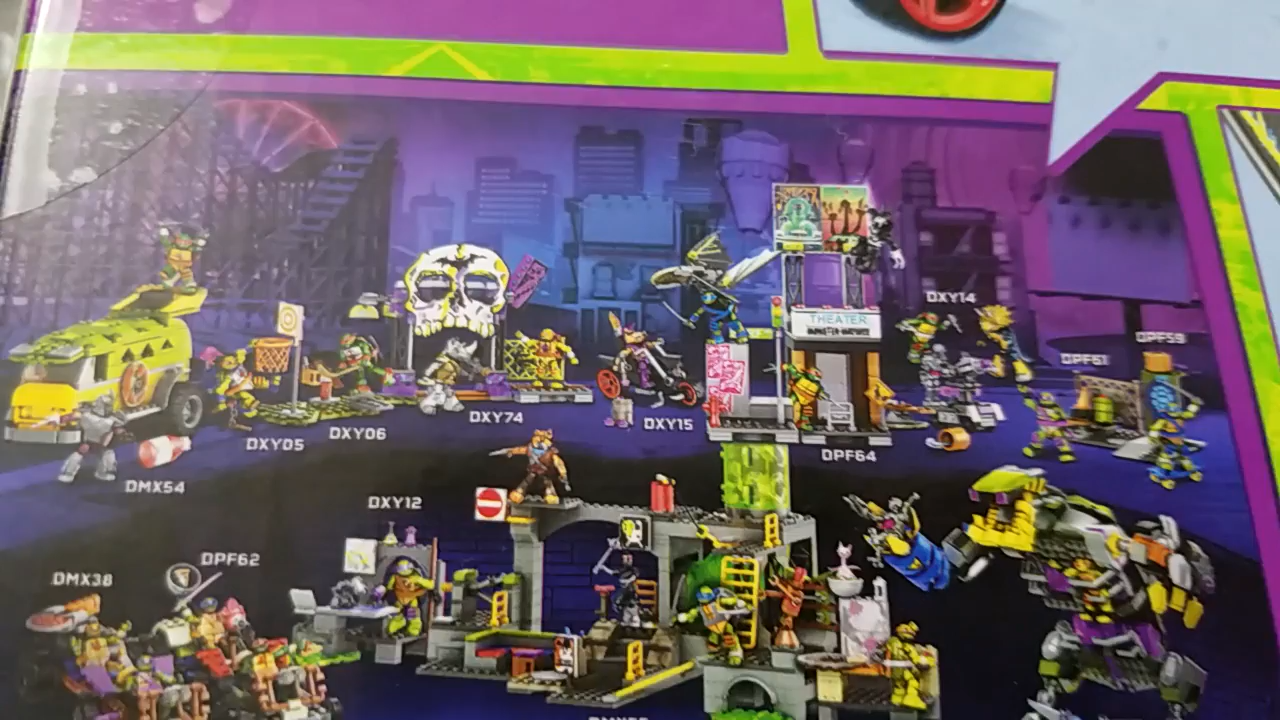 THEATER
DXY14
DPF61
DPF59
DXY05
DXY06
DXY74
DXY15
DPF64
DMX54
DXY12
DMX38
DPF62